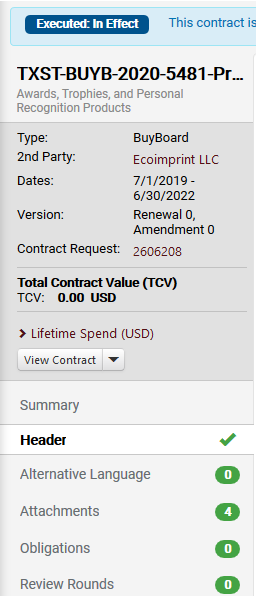 Executed: In Effect This contract is
TXST-BUYB-2020-5481-Pr...
Awards, Trophies, and Personal
Recognition Products
Type: BuyBoard
2nd Party: Ecoimprint LLC
Dates: 7/1/2019 -
6/30/2022
Version: Renewal 0,
Amendment 0
Contract Request: 2606208
Total Contract Value (TCV)
TCV: 0.00 USD
Lifetime Spend (USD)
View Contract
Summary
Header
Alternative Language 0
Attachments 4
Obligations 0
Review Rounds 0